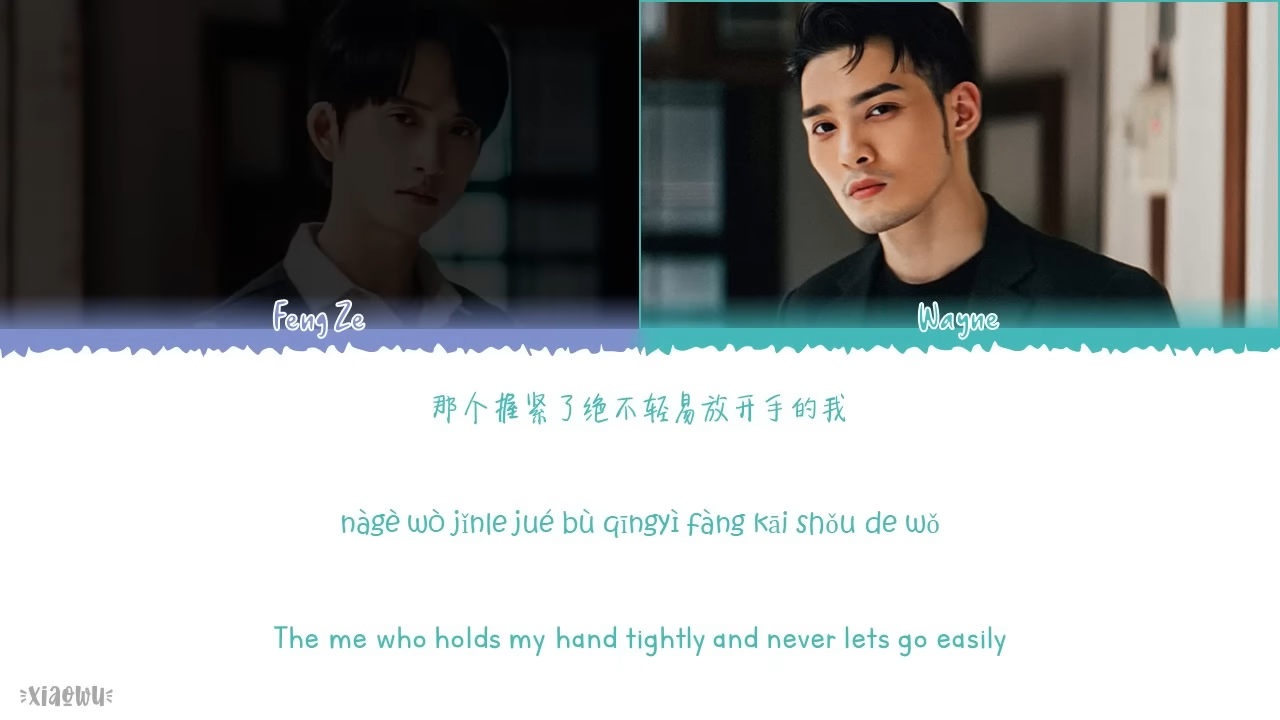 Feng Ze
Wayne
那个握紧了绝不轻易放开手的我
nàgè wò jǐnle jué bù qīngyì fàng kāi shǒu de wǒ
The me who holds my hand tightly and never lets go easily
xiaowu